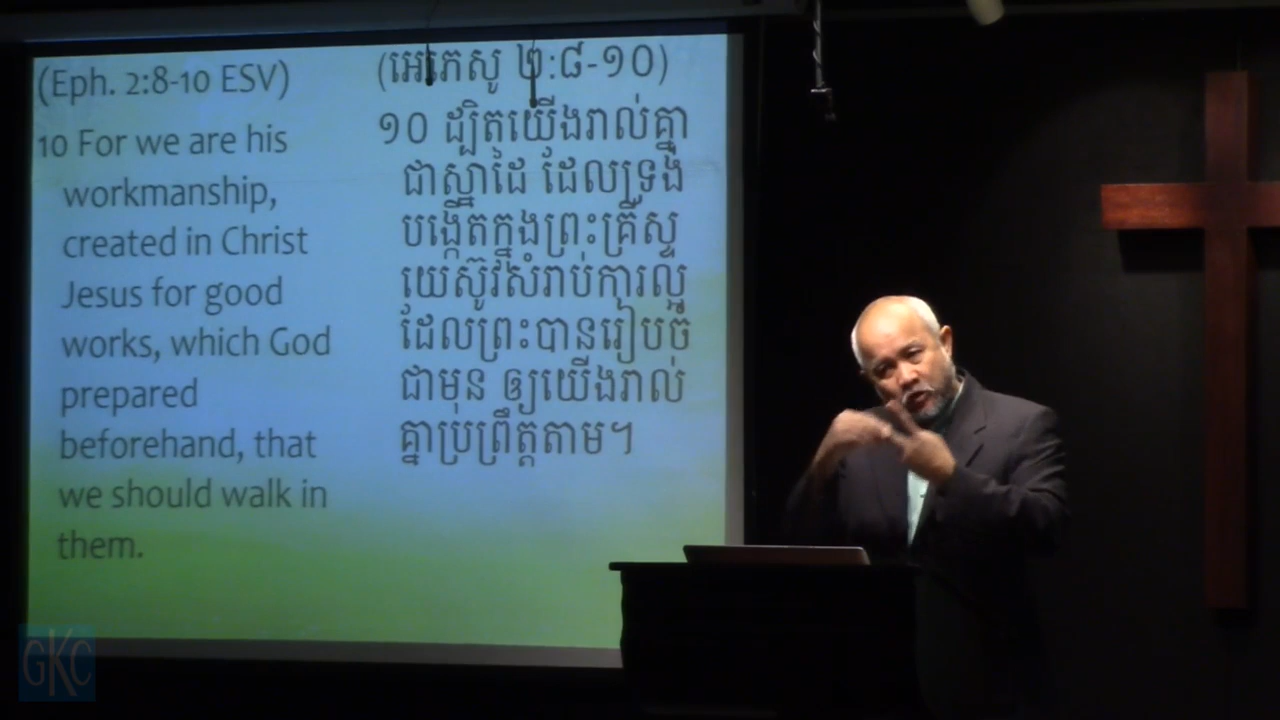 (Eph. 2:8-10 ESV)
10 For we are his
workmanship,
created in Christ
Jesus for good
works, which God
prepared
beforehand, that
we should walk in
them.
(អេភេសូ ២:៨-១០)
១០ ដ្បិតយើងរាល់គ្នា
ជាស្នាដៃ ដែលទ្រង់
បង្កើតក្នុងព្រះគ្រីស្ទ
យេស៊ូវសំរាប់ការល្អ
ដែលព្រះបានរៀបចំ
ជាមុន ឲ្យយើងរាល់
គ្នាប្រព្រឹត្តតាម។
GKC